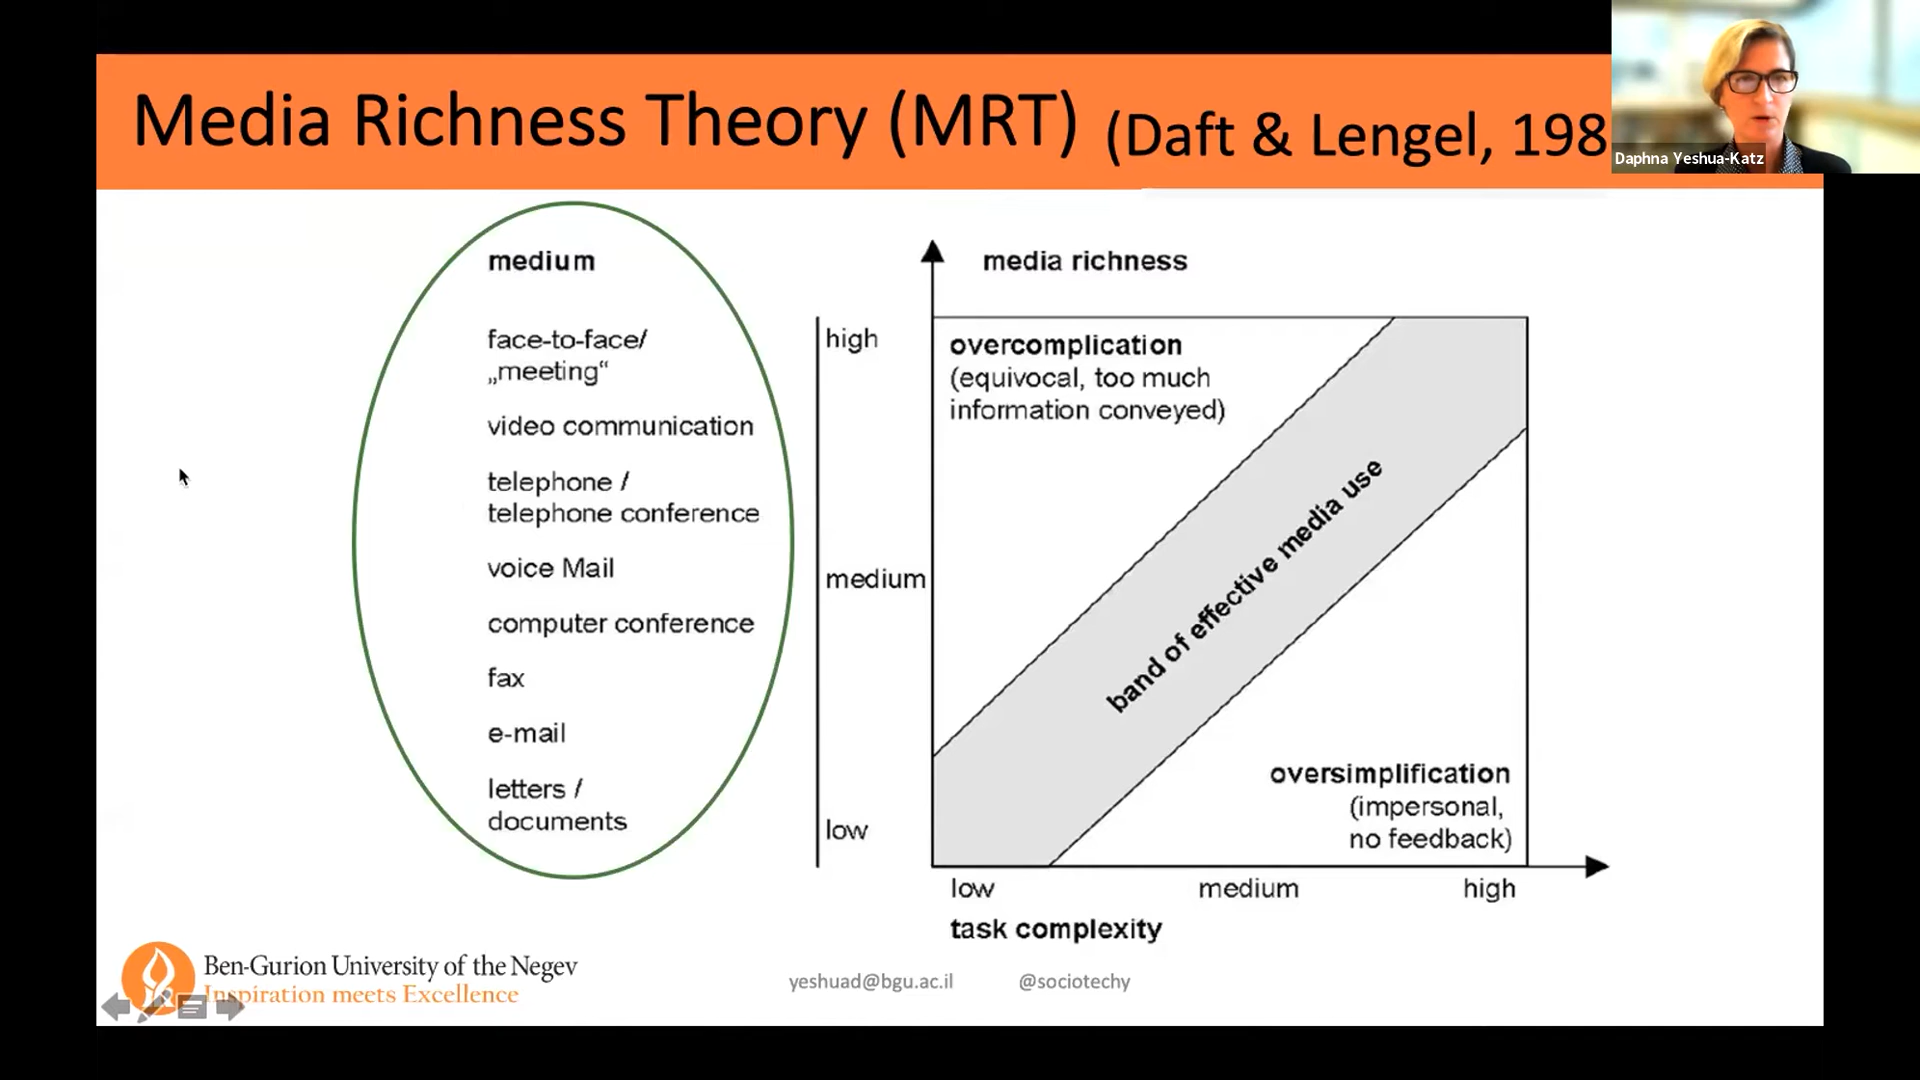 Media Richness Theory (MRT) (Daft & Lengel, 198
Daphna Yeshua-Katz
medium
face-to-face/
„meeting“
video communication
telephone /
telephone conference
voice Mail
computer conference
fax
e-mail
letters /
documents
media richness
high
medium
low
overcomplication
(equivocal, too much
information conveyed)
band of effective media use
oversimplification
(impersonal,
no feedback)
low medium high
task complexity
Ben-Gurion University of the Negev
Inspiration meets Excellence
yeshuad@bgu.ac.il @sociotechy